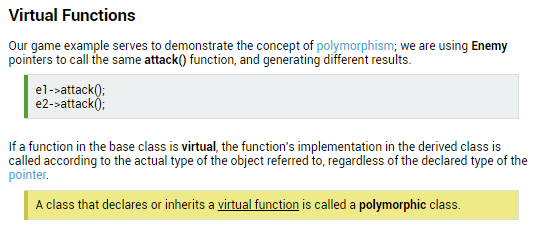 Virtual Functions
Our game example serves to demonstrate the concept of polymorphism; we are using Enemy
pointers to call the same attack() function, and generating different results.
e1->attack();
e2->attack();
If a function in the base class is virtual, the function's implementation in the derived class is
called according to the actual type of the object referred to, regardless of the declared type of the
pointer.
A class that declares or inherits a virtual function is called a polymorphic class.